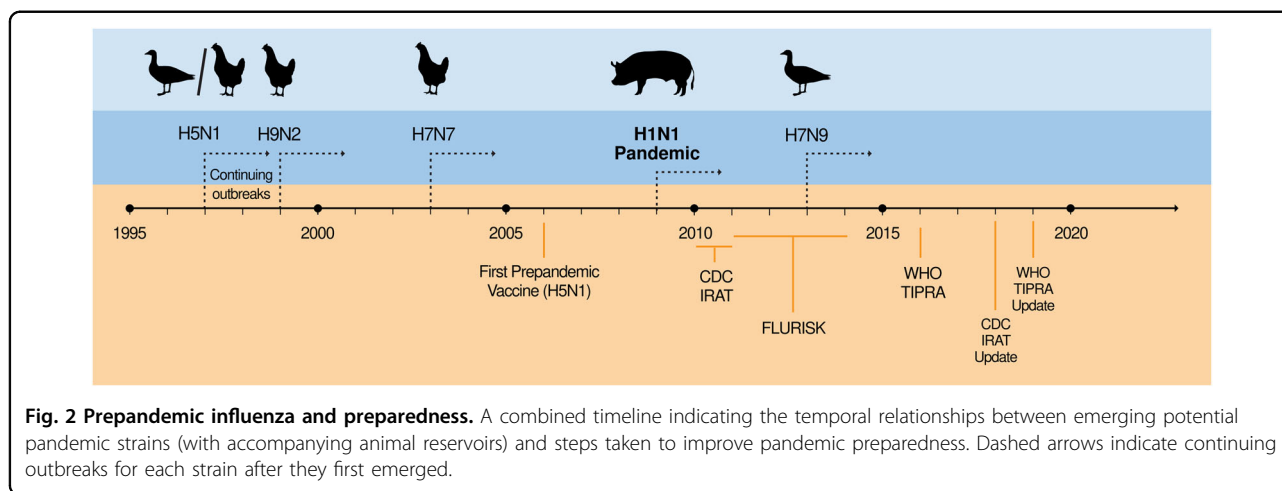 H5N1
H9N2
H7N7
H1N1
Pandemic
H7N9
Continuing
outbreaks
1995
2000
2005
2010
2015
2020
First Prepandemic
Vaccine (H5N1)
CDC
IRAT
FLURISK
WHO
TIPRA
CDC
IRAT
Update
WHO
TIPRA
Update
Fig. 2 Prepandemic influenza and preparedness. A combined timeline indicating the temporal relationships between emerging potential
pandemic strains (with accompanying animal reservoirs) and steps taken to improve pandemic preparedness. Dashed arrows indicate continuing
outbreaks for each strain after they first emerged.